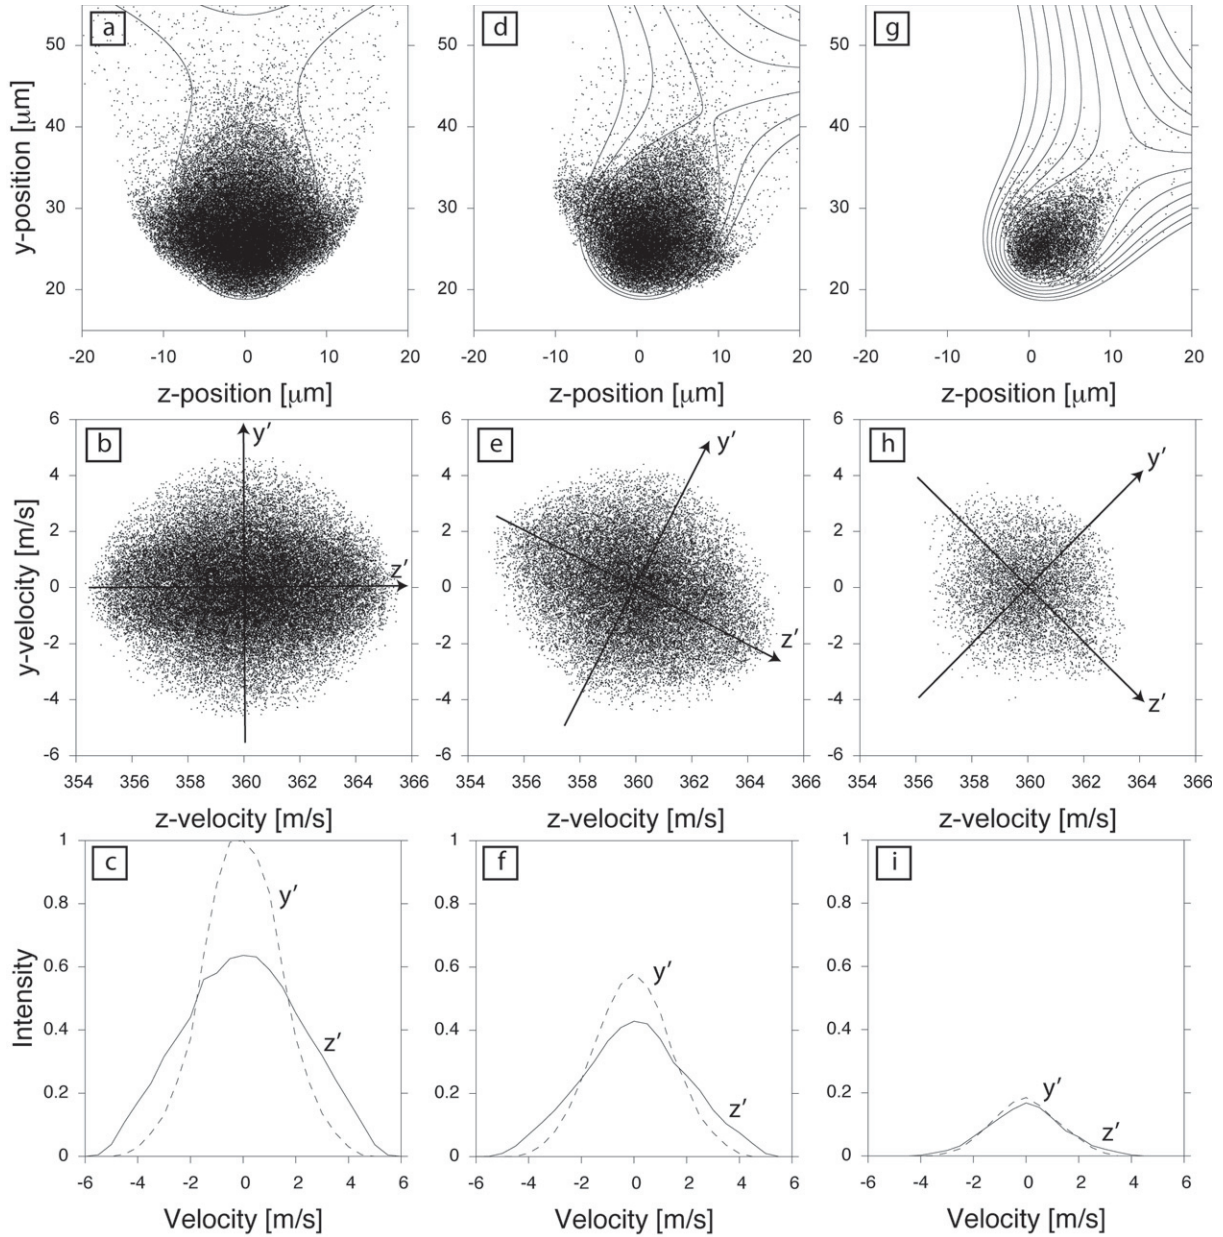 a
d
g
y-position [μm]
50
40
30
20
50
40
30
20
50
40
30
20
-20 -10 0 10 20
-20 -10 0 10 20
-20 -10 0 10 20
z-position [μm]
z-position [μm]
z-position [μm]
b
e
h
y-velocity [m/s]
6
4
2
0
-2
-4
-6
6
4
2
0
-2
-4
-6
6
4
2
0
-2
-4
-6
y'
z'
y'
z'
y'
z'
354 356 358 360 362 364 366
354 356 358 360 362 364 366
354 356 358 360 362 364 366
z-velocity [m/s]
z-velocity [m/s]
z-velocity [m/s]
c
f
i
Intensity
1
0.8
0.6
0.4
0.2
0
1
0.8
0.6
0.4
0.2
0
1
0.8
0.6
0.4
0.2
0
y'
z'
y'
z'
y'
z'
-6 -4 -2 0 2 4 6
-6 -4 -2 0 2 4 6
-6 -4 -2 0 2 4 6
Velocity [m/s]
Velocity [m/s]
Velocity [m/s]